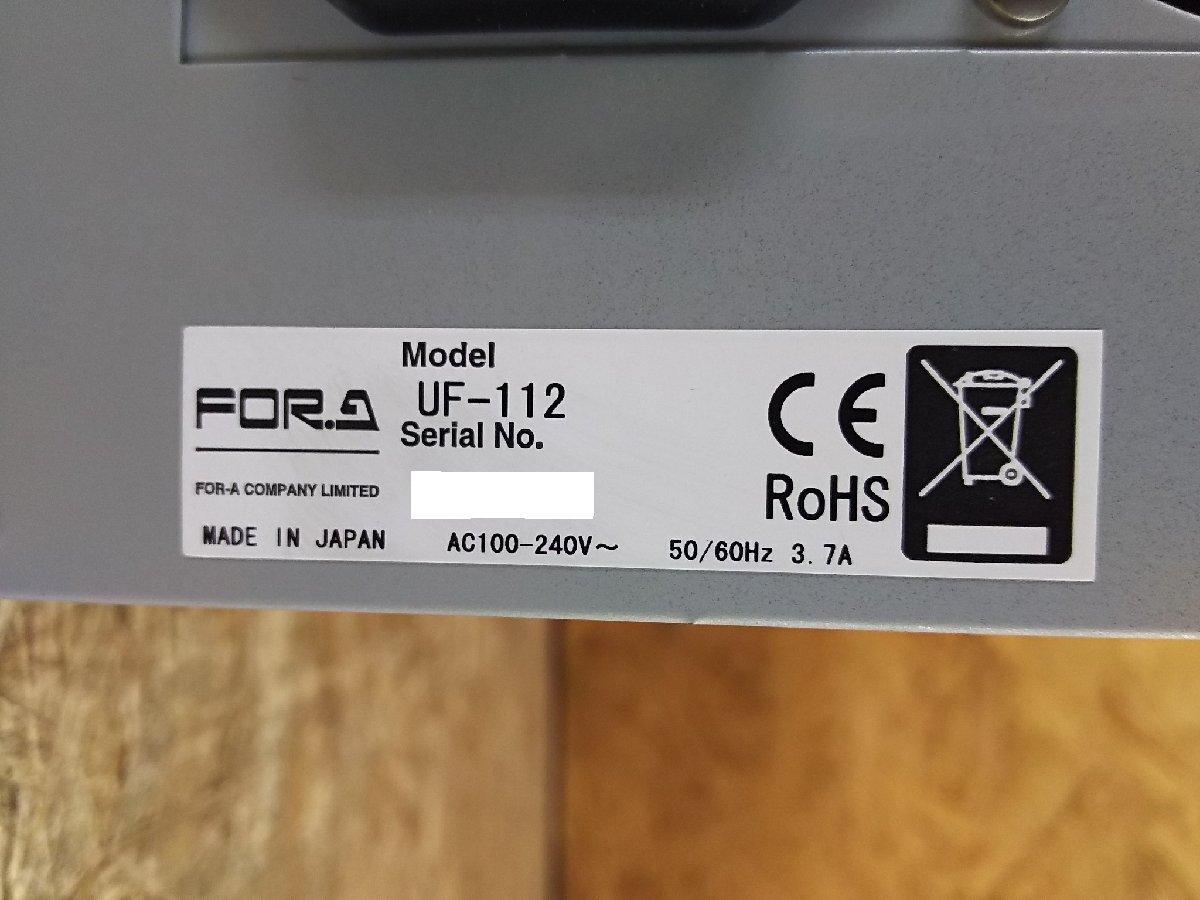 FOR.A
FOR-A COMPANY LIMITED
MADE IN JAPAN
Model
UF-112
Serial No.
AC100-240V～
50/60Hz 3.7A
CE
RoHS